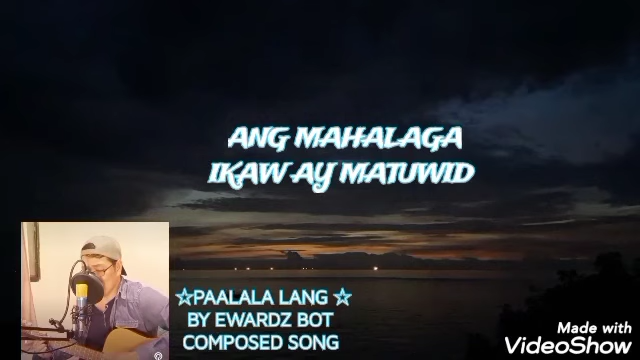 ANG MAHALAGA
IKAW AY MATUWID
☆PAALALA LANG ☆
BY EWARDZ BOT
COMPOSED SONG
Made with
VideoShow